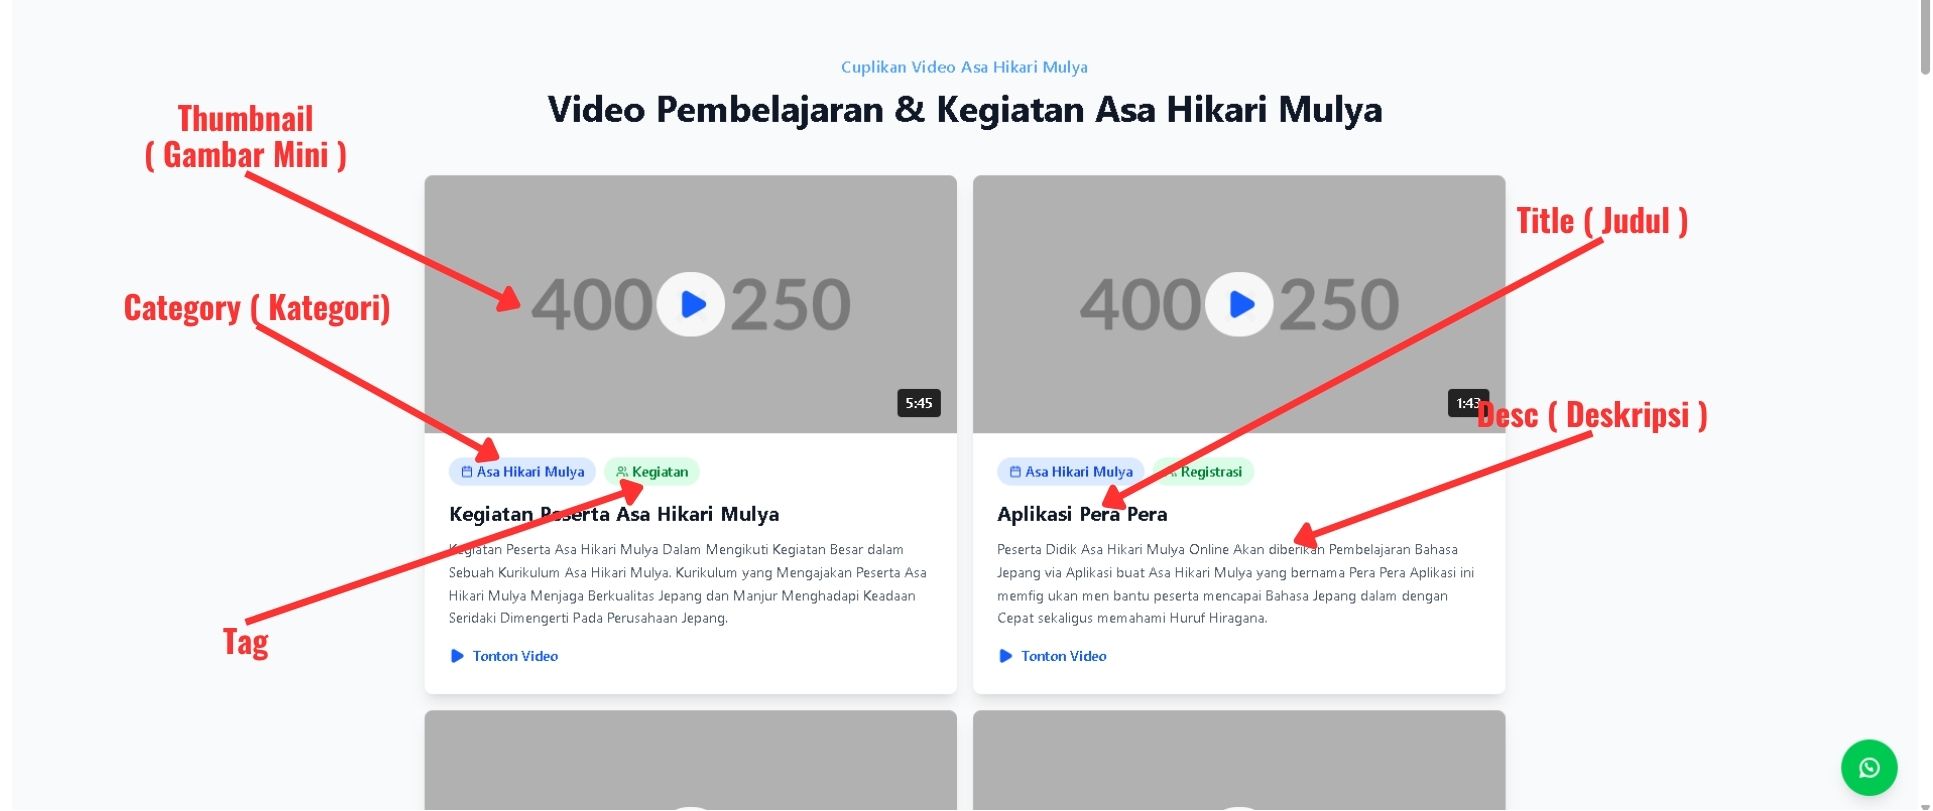 Cuplikan Video Asa Hikari Mulya
Video Pembelajaran & Kegiatan Asa Hikari Mulya
Thumbnail
( Gambar Mini )
Category ( Kategori)
Tag
Title ( Judul )
Desc ( Deskripsi )
400 250
5:45
Asa Hikari Mulya
Kegiatan
Kegiatan Peserta Asa Hikari Mulya
Kegiatan Peserta Asa Hikari Mulya Dalam Mengikuti Kegiatan Besar dalam
Sebuah Kurikulum Asa Hikari Mulya. Kurikulum yang Mengajakan Peserta Asa
Hikari Mulya Menjaga Berkualitas Jepang dan Manjur Menghadapi Keadaan
Seridaki Dimengerti Pada Perusahaan Jepang.
Tonton Video
400 250
1:43
Asa Hikari Mulya
Registrasi
Aplikasi Pera Pera
Peserta Didik Asa Hikari Mulya Online Akan diberikan Pembelajaran Bahasa
Jepang via Aplikasi buat Asa Hikari Mulya yang bernama Pera Pera Aplikasi ini
memfig ukan men bantu peserta mencapai Bahasa Jepang dalam dengan
Cepat sekaligus memahami Huruf Hiragana.
Tonton Video